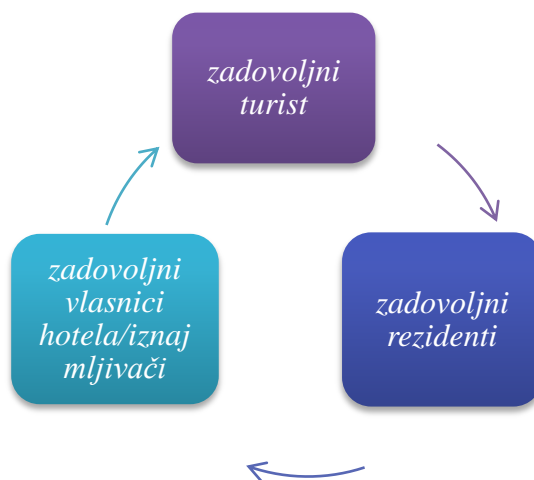 zadovoljni
turist
zadovoljni
rezidenti
zadovoljni
vlasnici
hotela/iznaj
mljivači